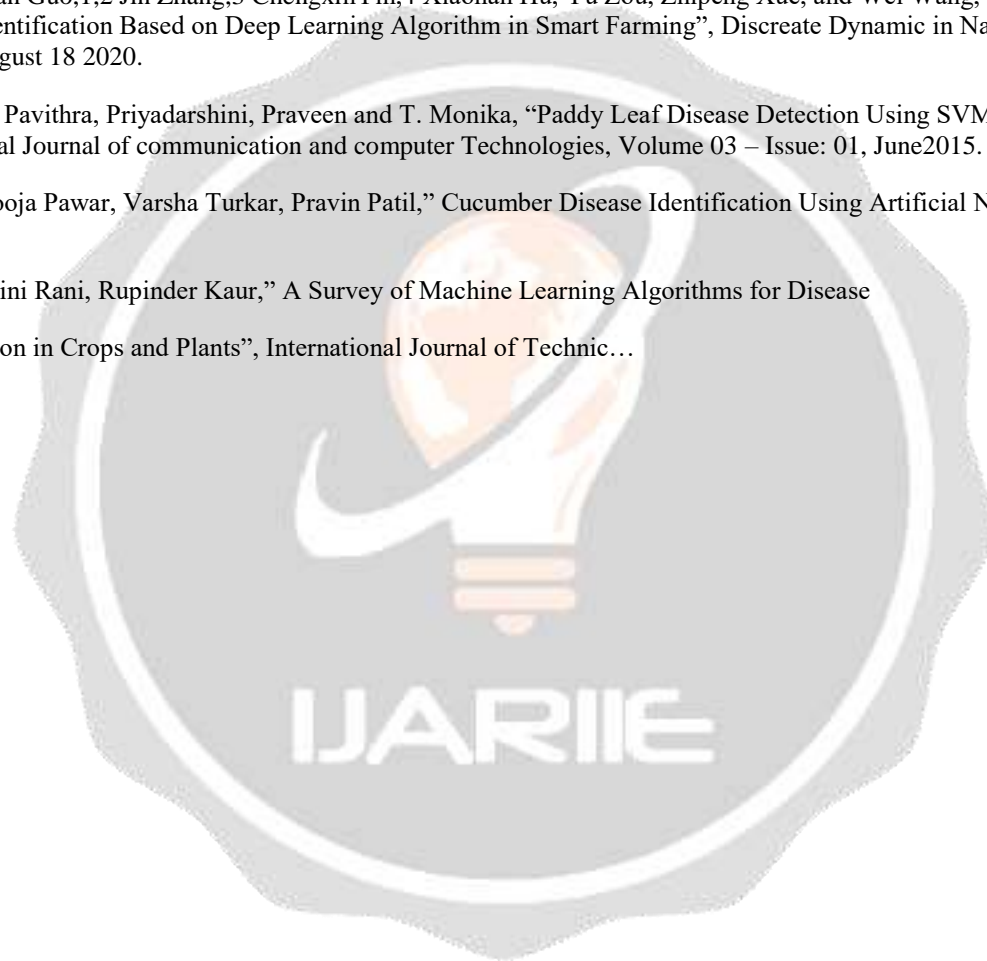 an Guo,1,2 Jin Zhang,3 Chengxin Yin,4 Xiaonan Hu, Yu Zou, Zhipeng Xue, and Wei Wang,
entification Based on Deep Learning Algorithm in Smart Farming”, Discreate Dynamic in Na
gust 18 2020.
Pavithra, Priyadarshini, Praveen and T. Monika, “Paddy Leaf Disease Detection Using SVM
al Journal of communication and computer Technologies, Volume 03 – Issue: 01, June2015.
ooja Pawar, Varsha Turkar, Pravin Patil,” Cucumber Disease Identification Using Artificial N
ini Rani, Rupinder Kaur,” A Survey of Machine Learning Algorithms for Disease
on in Crops and Plants”, International Journal of Technic…
IJARIIE